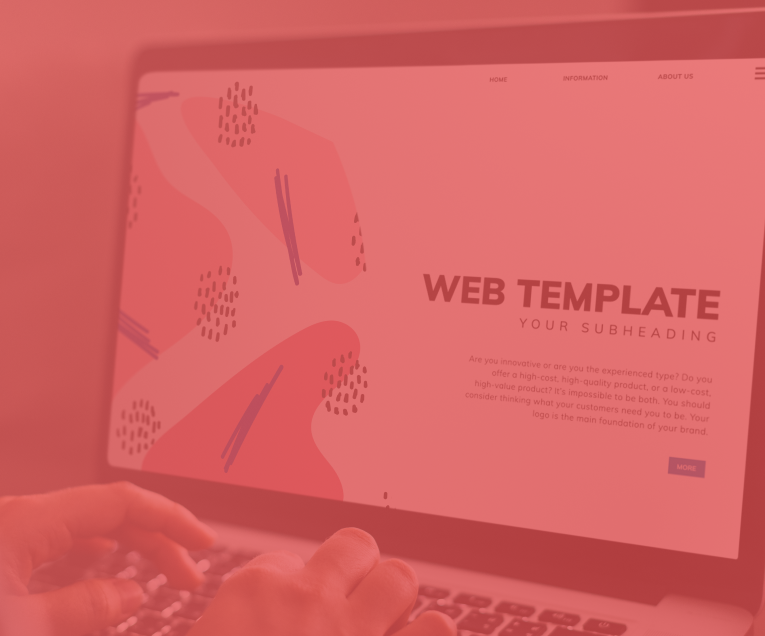 HOME INFORMATION ABOUT US
WEB TEMPLATE
YOUR SUBHEADING
Are you innovative or are you the experienced type? Do you
offer a high-cost, high-quality product, or a low-cost,
high-value product? It's impossible to be both. You should
consider thinking what your customers need you to be. Your
logo is the main foundation of your brand.
MORE